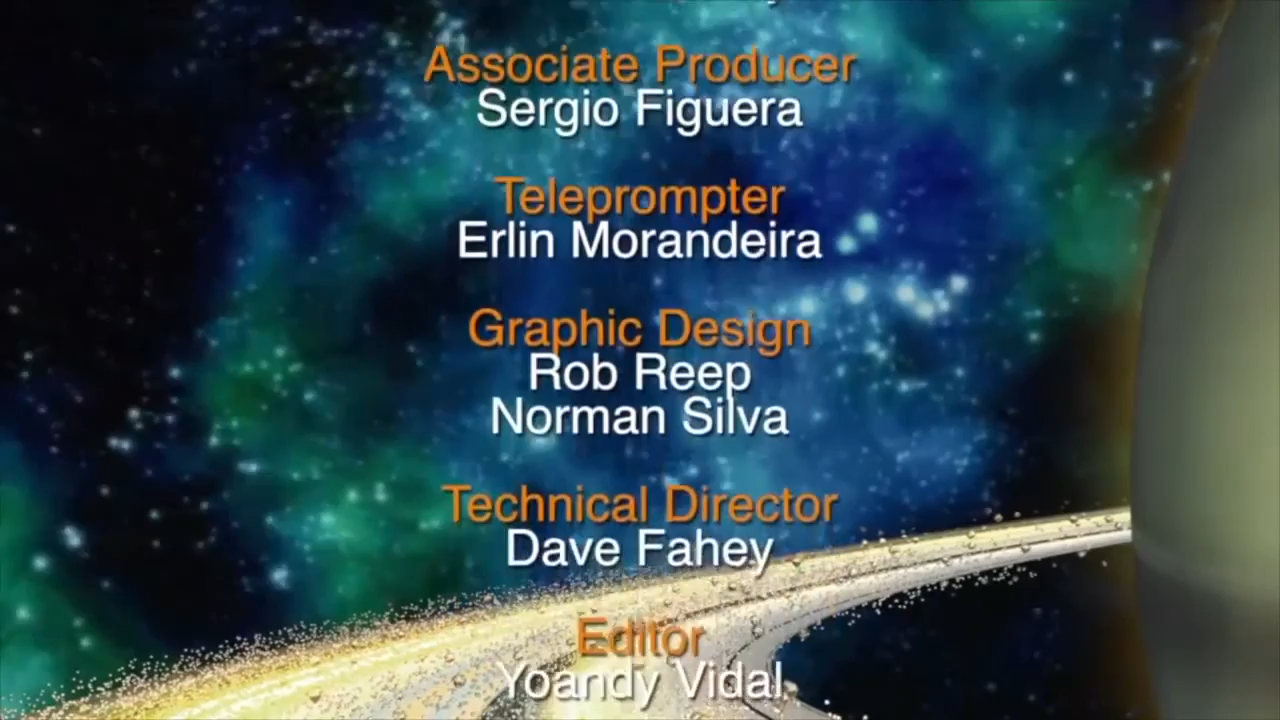 Associate Producer
Sergio Figuera
Teleprompter
Erlin Morandeira
Graphic Design
Rob Reep
Norman Silva
Technical Director
Dave Fahey
Editor
Yoandy Vidal